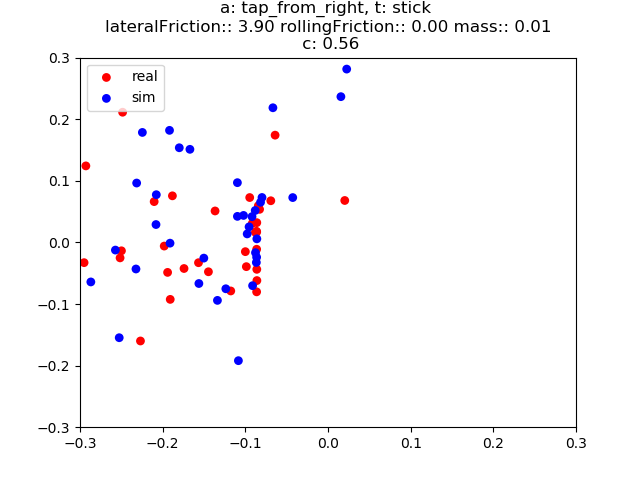 a: tap_from_right, t: stick
lateralFriction:: 3.90 rollingFriction:: 0.00 mass:: 0.01
c: 0.56
real
sim
0.3
0.2
0.1
0.0
−0.1
−0.2
−0.3
−0.3
−0.2
−0.1
0.0
0.1
0.2
0.3